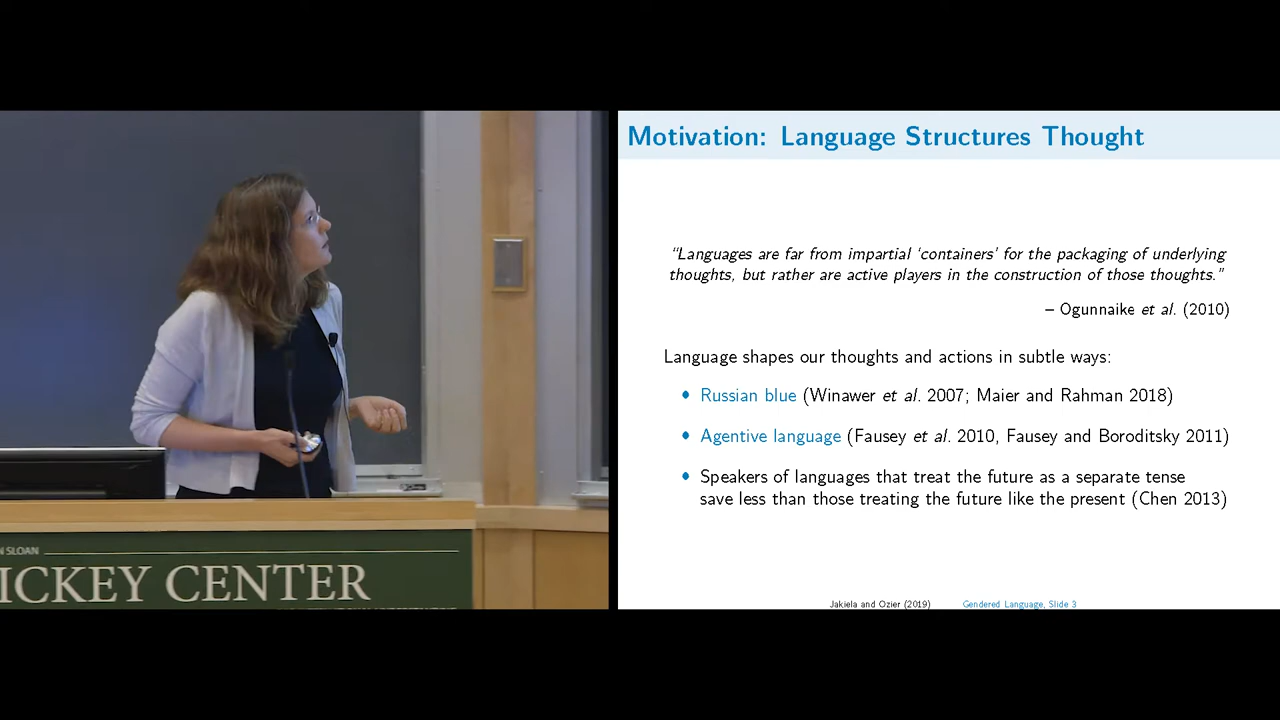 N SLOAN
ICKEY CENTER
Motivation: Language Structures Thought
“Languages are far from impartial ‘containers’ for the packaging of underlying
thoughts, but rather are active players in the construction of those thoughts.”
– Ogunnaike et al. (2010)
Language shapes our thoughts and actions in subtle ways:
• Russian blue (Winawer et al. 2007; Maier and Rahman 2018)
• Agentive language (Fausey et al. 2010, Fausey and Boroditsky 2011)
• Speakers of languages that treat the future as a separate tense
save less than those treating the future like the present (Chen 2013)
Jakiela and Ozier (2019) Gendered Language, Slide 3